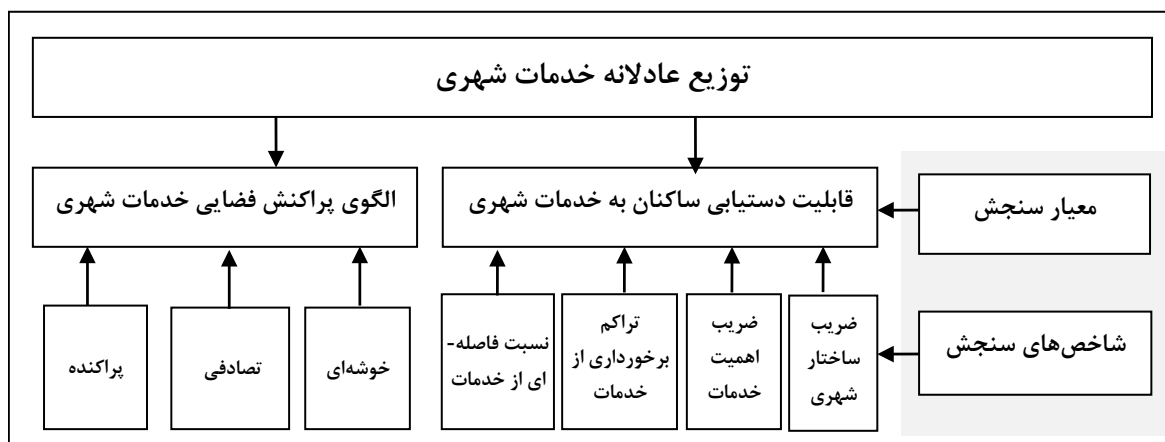 توزیع عادلانه خدمات شهری
معیار سنجش
قابلیت دستیابی ساکنان به خدمات شهری
الگوی پراکنش فضایی خدمات شهری
شاخص‌های سنجش
ضریب
ساختار
شهری
ضریب
اهمیت
خدمات
تراکم
برخورداری از
خدمات
نسبت فاصله-
ای از خدمات
خوشه‌ای
تصادفی
پراکنده